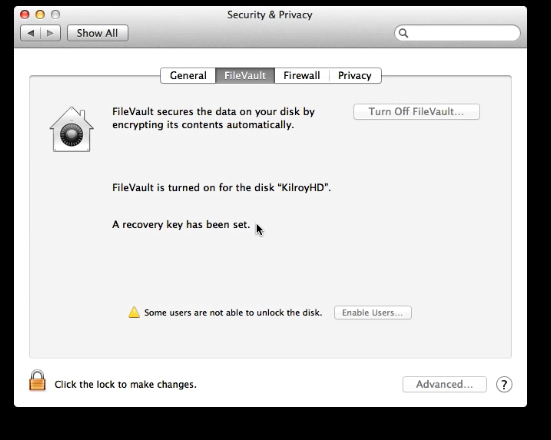 Security & Privacy
Show All
General FileVault Firewall Privacy
FileVault secures the data on your disk by
encrypting its contents automatically.
Turn Off FileVault...
FileVault is turned on for the disk “KilroyHD”.
A recovery key has been set.
Some users are not able to unlock the disk. Enable Users...
Click the lock to make changes. Advanced... ?